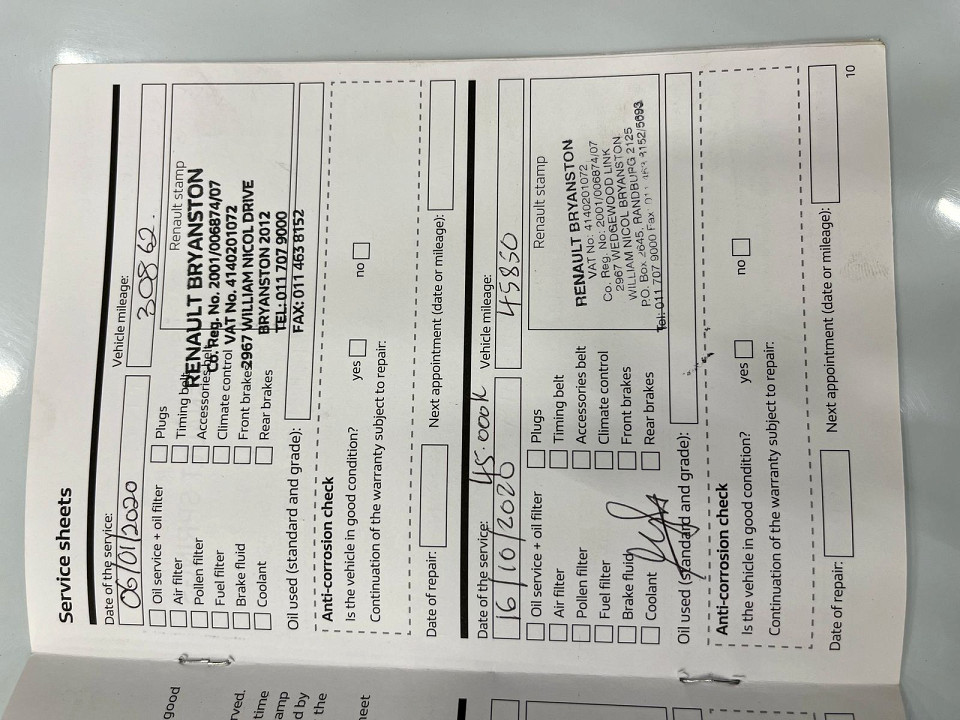 Service sheets
Date of the service:
06/01/2020
Vehicle mileage:
30862.
Oil service + oil filter
Air filter
Pollen filter
Fuel filter
Brake fluid
Coolant
Plugs
Timing belt
Accessories belt
Climate control
Front brakes
Rear brakes
Renault stamp
RENAULT BRYANSTON
Co. Reg. No. 2001/006874/07
VAT No. 4140201072
2967 WILLIAM NICOL DRIVE
BRYANSTON 2012
TEL: 011 707 9000
FAX: 011 463 8152
Oil used (standard and grade):
Anti-corrosion check
Is the vehicle in good condition?
yes
no
Continuation of the warranty subject to repair:
Date of repair:
Next appointment (date or mileage):
Date of the service:
45.000K
16/10/2020
Vehicle mileage:
45850
Oil service + oil filter
Air filter
Pollen filter
Fuel filter
Brake fluid
Coolant
Plugs
Timing belt
Accessories belt
Climate control
Front brakes
Rear brakes
Renault stamp
RENAULT BRYANSTON
VAT No: 4140201072
Co. Reg. No: 2001/006874/07
2967 WEDGEWOOD LINK
WILLIAM NICOL BRYANSTON
P.O. Box 2645, RANDBURG 2125
Tel: 011 707 9000 Fax: 011 463 8152/5693
Oil used (standard and grade):
Anti-corrosion check
Is the vehicle in good condition?
yes
no
Continuation of the warranty subject to repair:
Date of repair:
Next appointment (date or mileage):
10
good
rved.
time
amp
d by
the
heet